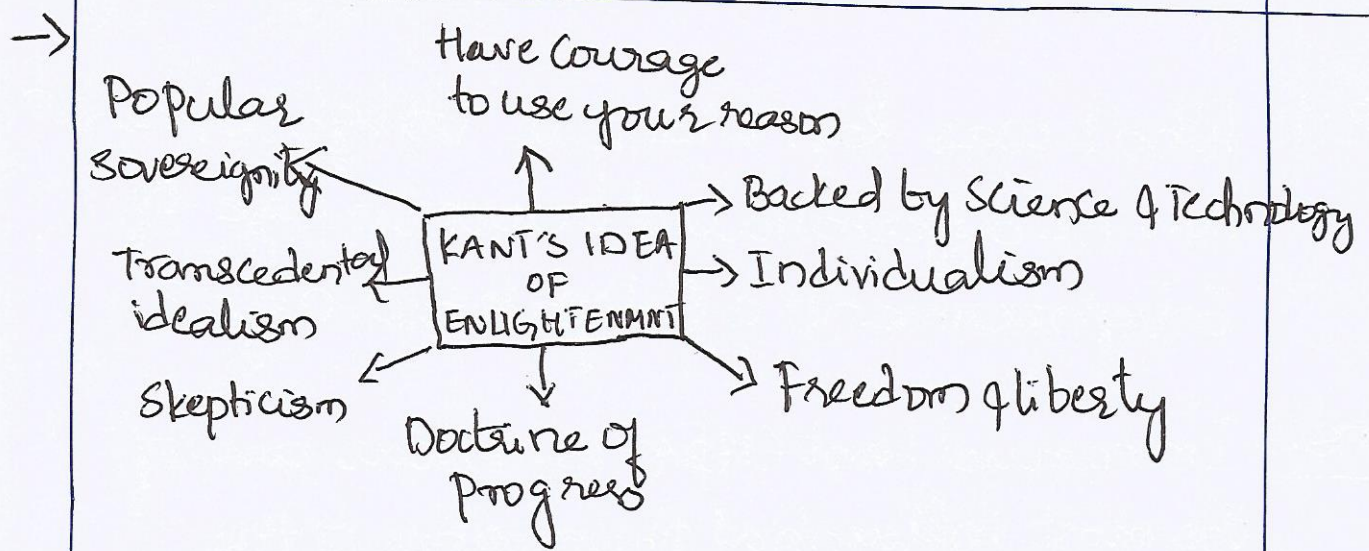 Have Courage
to use your reason
Popular
sovereignity
Backed by Science & Technology
KANT'S IDEA
OF
ENLIGHTENMNT
Individualism
Transcedental
idealism
Skepticism
Freedom & liberty
Doctrine of
Progress